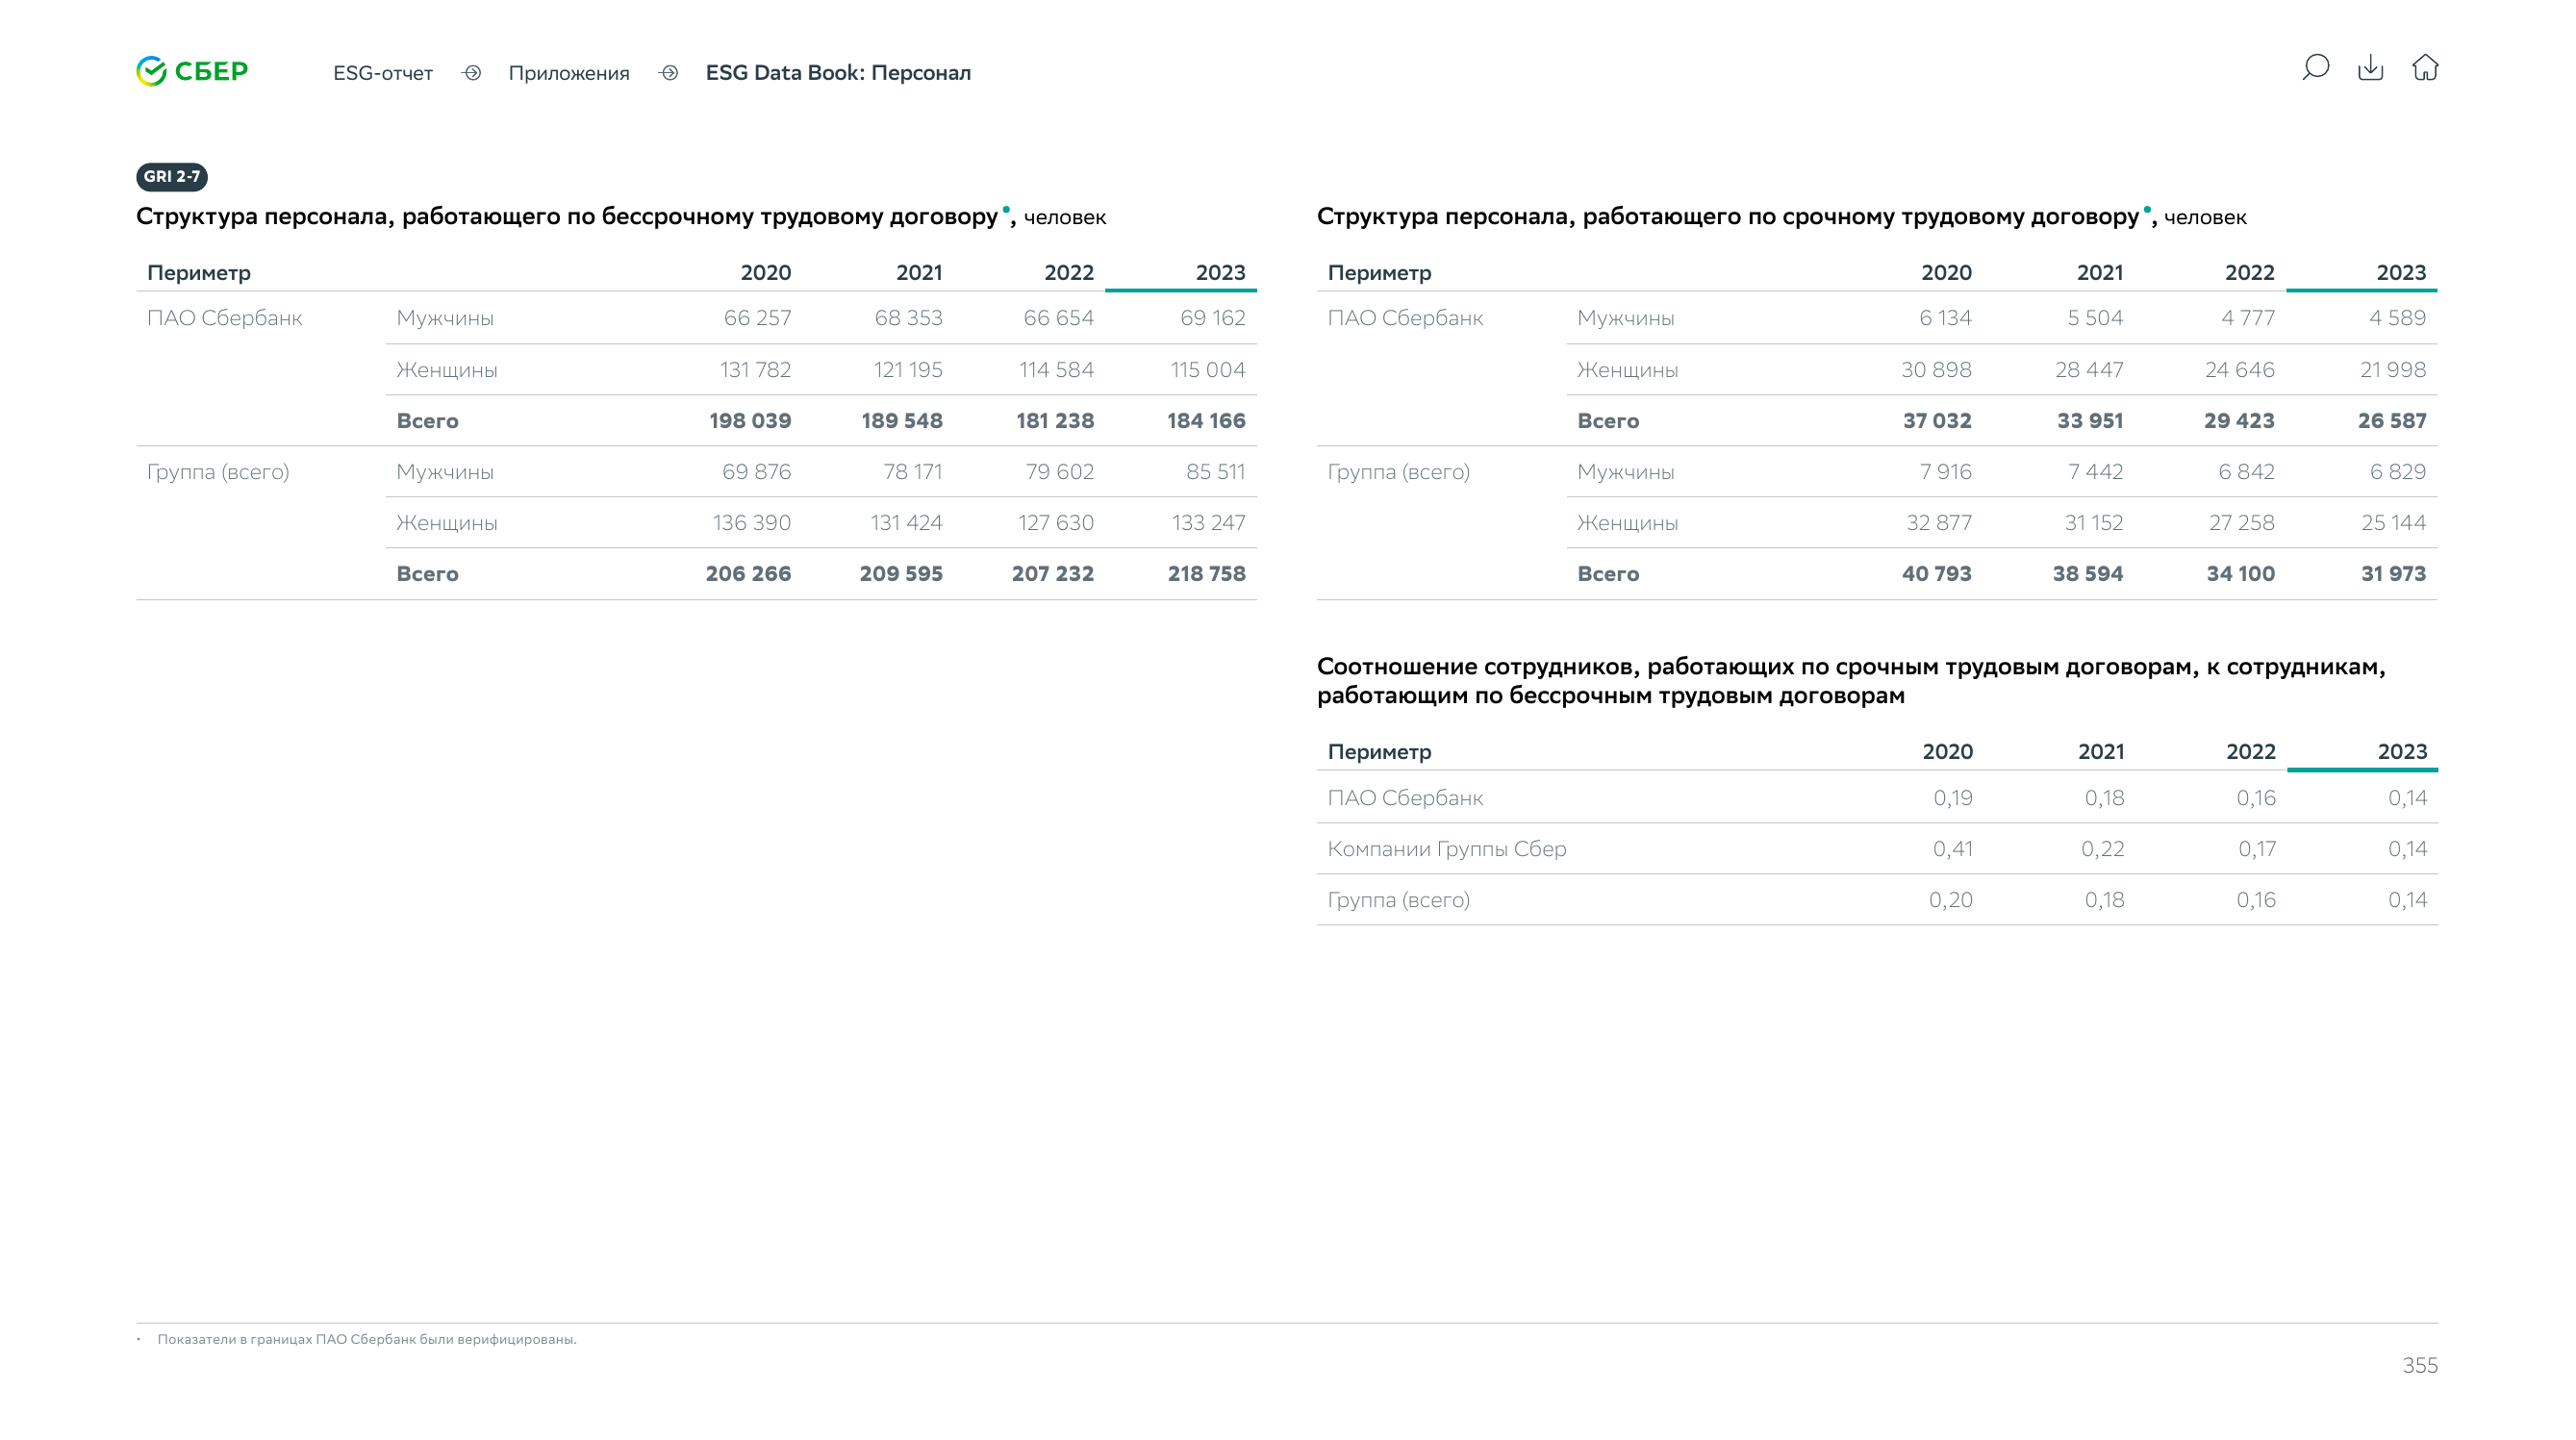 СБЕР
ESG-отчет Приложения ESG Data Book: Персонал
GRI 2-7
Структура персонала, работающего по бессрочному трудовому договору•, человек
Периметр 2020 2021 2022 2023
ПАО Сбербанк Мужчины 66 257 68 353 66 654 69 162
Женщины 131 782 121 195 114 584 115 004
Всего 198 039 189 548 181 238 184 166
Группа (всего) Мужчины 69 876 78 171 79 602 85 511
Женщины 136 390 131 424 127 630 133 247
Всего 206 266 209 595 207 232 218 758
Структура персонала, работающего по срочному трудовому договору•, человек
Периметр 2020 2021 2022 2023
ПАО Сбербанк Мужчины 6 134 5 504 4 777 4 589
Женщины 30 898 28 447 24 646 21 998
Всего 37 032 33 951 29 423 26 587
Группа (всего) Мужчины 7 916 7 442 6 842 6 829
Женщины 32 877 31 152 27 258 25 144
Всего 40 793 38 594 34 100 31 973
Соотношение сотрудников, работающих по срочным трудовым договорам, к сотрудникам,
работающим по бессрочным трудовым договорам
Периметр 2020 2021 2022 2023
ПАО Сбербанк 0,19 0,18 0,16 0,14
Компании Группы Сбер 0,41 0,22 0,17 0,14
Группа (всего) 0,20 0,18 0,16 0,14
• Показатели в границах ПАО Сбербанк были верифицированы.
355